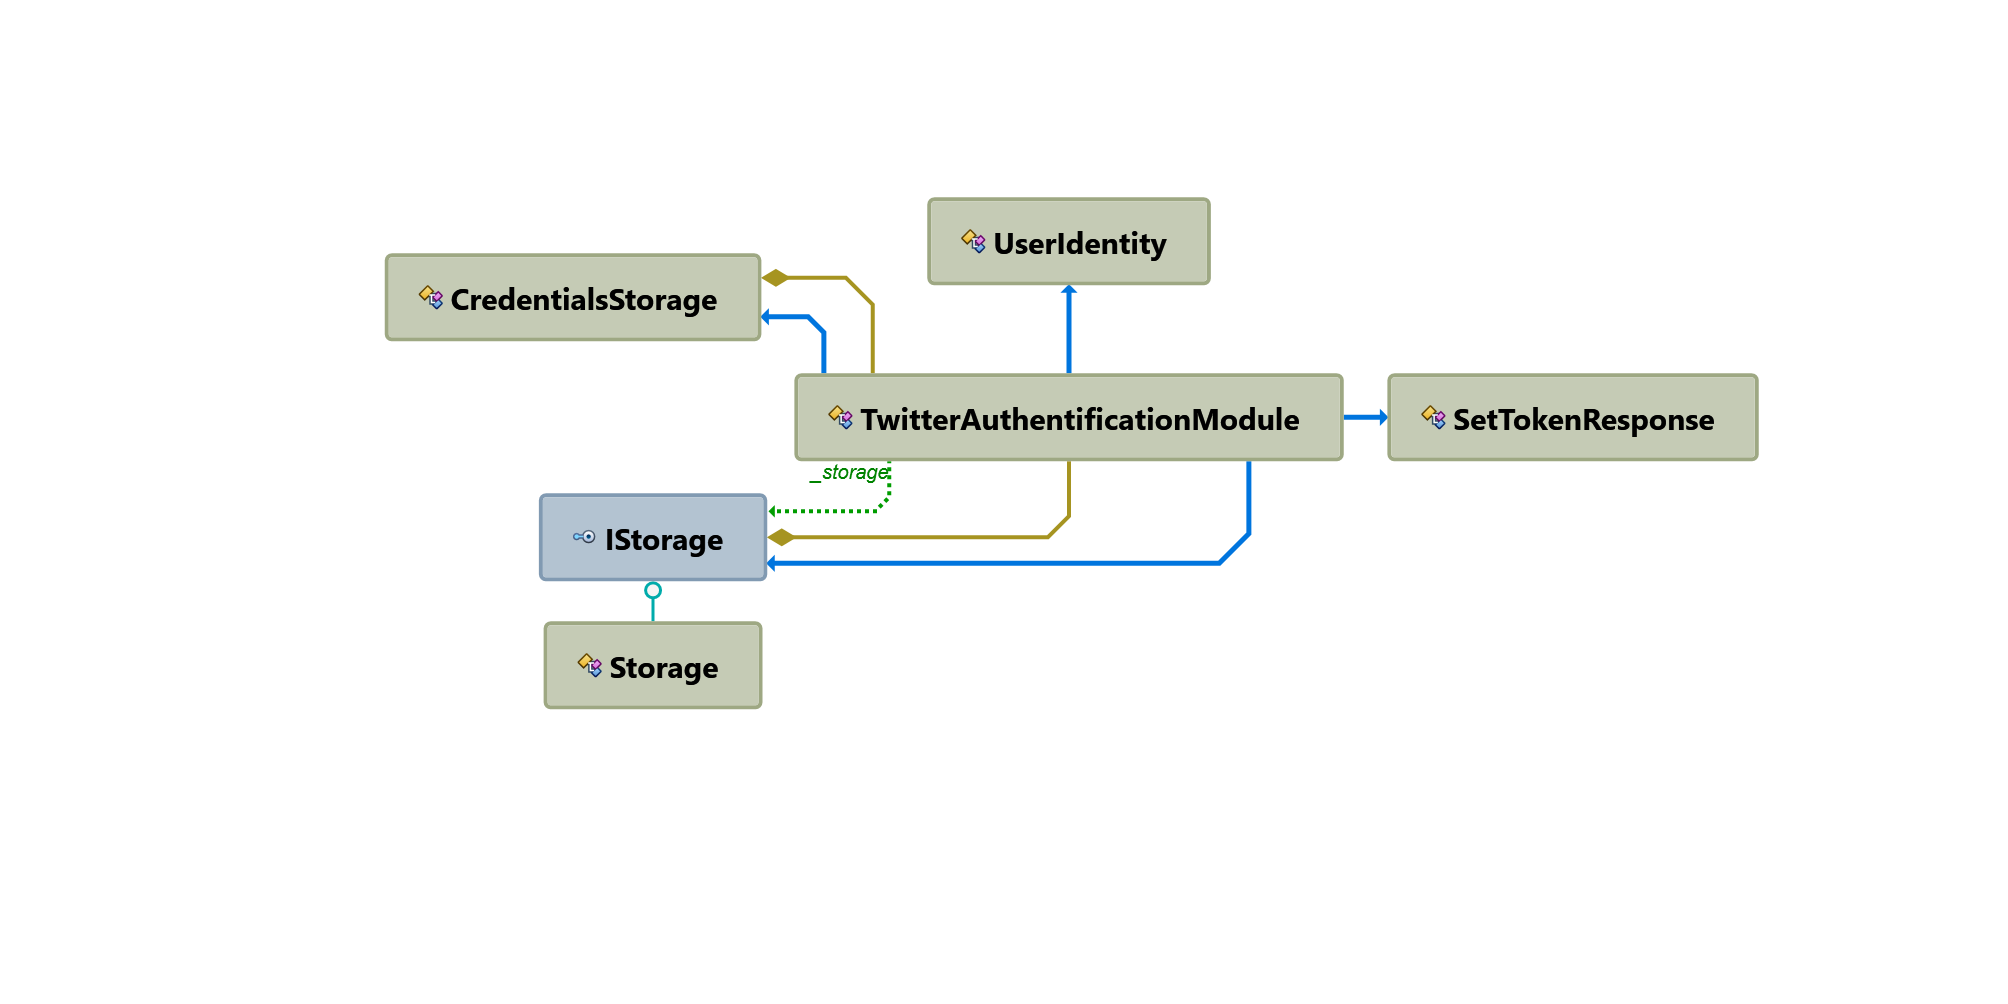 UserIdentity
CredentialsStorage
TwitterAuthentificationModule
SetTokenResponse
_storage
IStorage
Storage